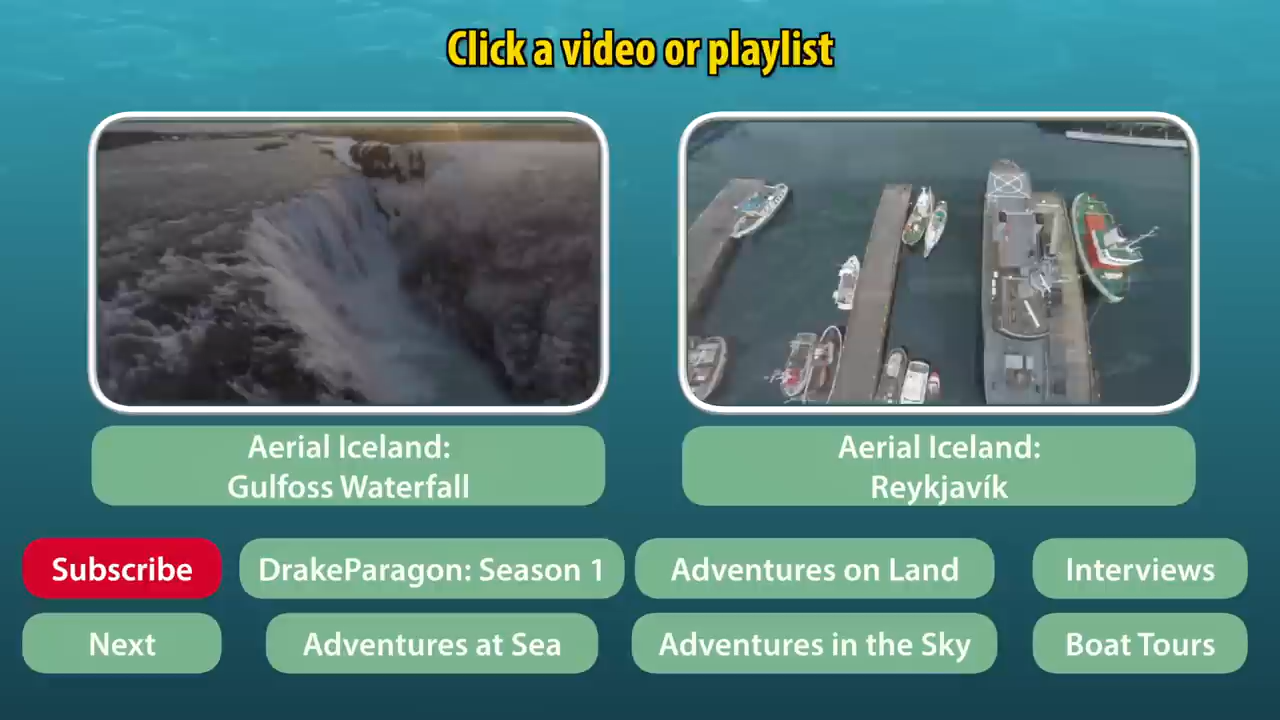 Click a video or playlist
Aerial Iceland:
Gulfoss Waterfall
Aerial Iceland:
Reykjavík
Subscribe
DrakeParagon: Season 1
Adventures on Land
Interviews
Next
Adventures at Sea
Adventures in the Sky
Boat Tours